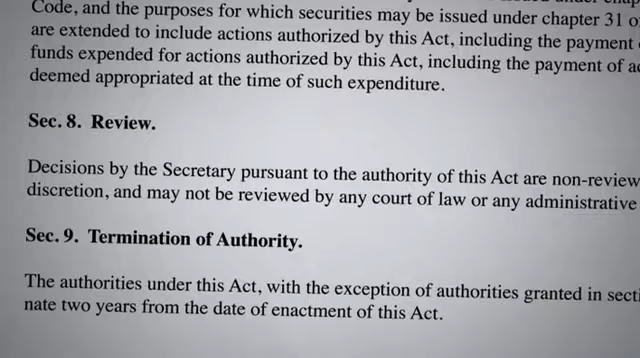 Code, and the purposes for which securities may be issued under chapter 31
are extended to include actions authorized by this Act, including the payment
funds expended for actions authorized by this Act, including the payment of
deemed appropriated at the time of such expenditure.
Sec. 8. Review.
Decisions by the Secretary pursuant to the authority of this Act are non-review
discretion, and may not be reviewed by any court of law or any administrative
Sec. 9. Termination of Authority.
The authorities under this Act, with the exception of authorities granted in secti
nate two years from the date of enactment of this Act.